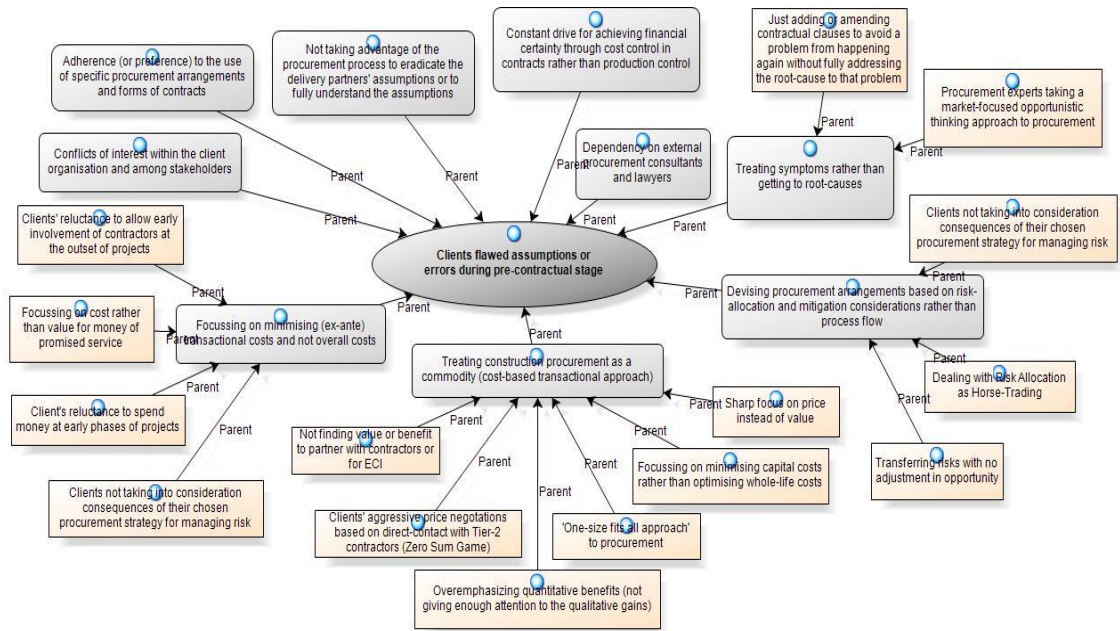 Adherence (or preference) to the
use of specific procurement arrangements
and forms of contracts
Not taking advantage of the
procurement process to eradicate the
delivery partners' assumptions or to
fully understand the assumptions
Constant drive for achieving financial
certainty through cost control in
contracts rather than production control
Just adding or amending
contractual clauses to avoid a
problem from happening
again without fully addressing
the root-cause to that problem
Procurement experts taking a
market-focused opportunistic
thinking approach to procurement
Conflicts of interest within the client
organisation and among stakeholders
Dependency on external
procurement consultants
and lawyers
Treating symptoms rather than
getting to root-causes
Parent
Parent
Parent
Parent
Parent
Parent
Parent
Clients' reluctance to allow early
involvement of contractors at
the outset of projects
Clients flawed assumptions or
errors during pre-contractual stage
Clients not taking into consideration
consequences of their chosen
procurement strategy for managing risk
Parent
Parent
Parent
Parent
Focussing on cost rather
than value for money of
promised service
Parent
Focussing on minimising (ex-ante)
transactional costs and not overall costs
Devising procurement arrangements based on risk-
allocation and mitigation considerations rather than
process flow
Parent
Treating construction procurement as a
commodity (cost-based transactional approach)
Parent
Parent
Dealing with Risk Allocation
as Horse-Trading
Client's reluctance to spend
money at early phases of projects
Parent
Parent
Parent
Sharp focus on price
instead of value
Parent
Not finding value or benefit
to partner with contractors or
for ECI
Parent
Parent
Parent
Focussing on minimising capital costs
rather than optimising whole-life costs
Transferring risks with no
adjustment in opportunity
Clients not taking into consideration
consequences of their chosen
procurement strategy for managing risk
Parent
Parent
Clients' aggressive price negotiations
based on direct-contact with Tier-2
contractors (Zero Sum Game)
'One-size fits all approach'
to procurement
Overemphasizing quantitative benefits (not
giving enough attention to the qualitative gains)